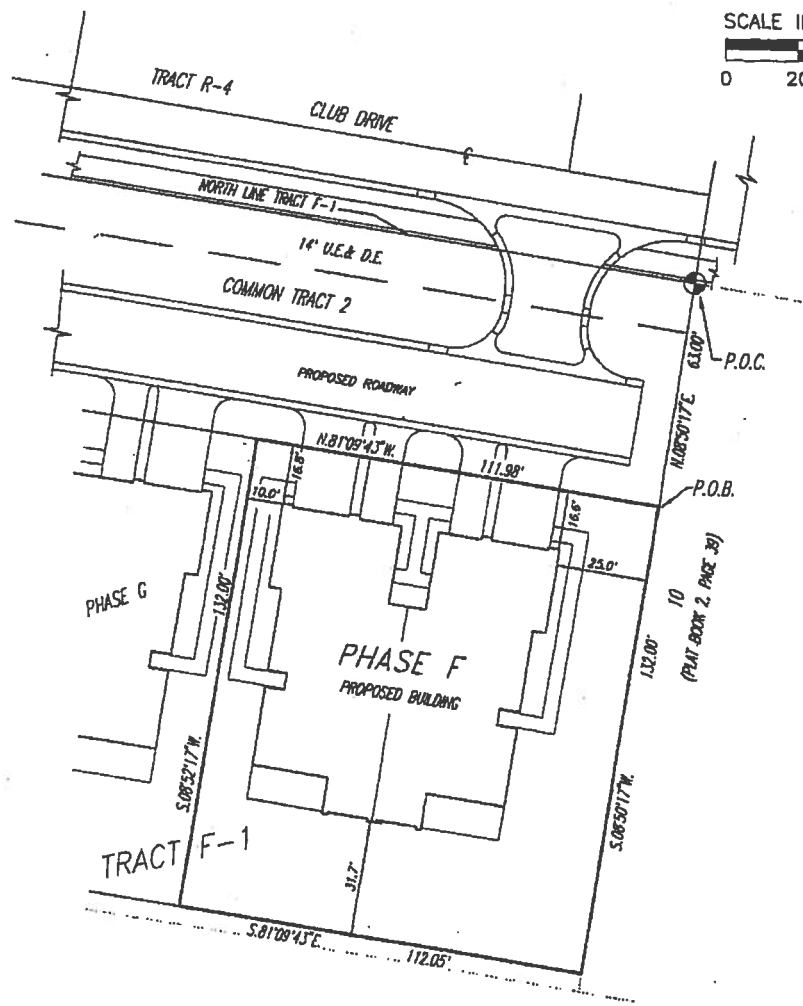 SCALE I
0 20
TRACT R-4
CLUB DRIVE
NORTH LINE TRACT F-1
14' U.E.& D.E.
COMMON TRACT 2
63.00'
P.O.C.
PROPOSED ROADWAY
N.08°50'17"E.
N.81°09'43"W.
111.98'
P.O.B.
16.8'
10.0'
16.6'
25.0'
10
(PLAT BOOK 2, PAGE 39)
PHASE G
132.00'
132.00'
PHASE F
PROPOSED BUILDING
S.08°52'17"W.
S.08°50'17"W.
TRACT F-1
31.7'
S.81°09'43"E.
112.05'